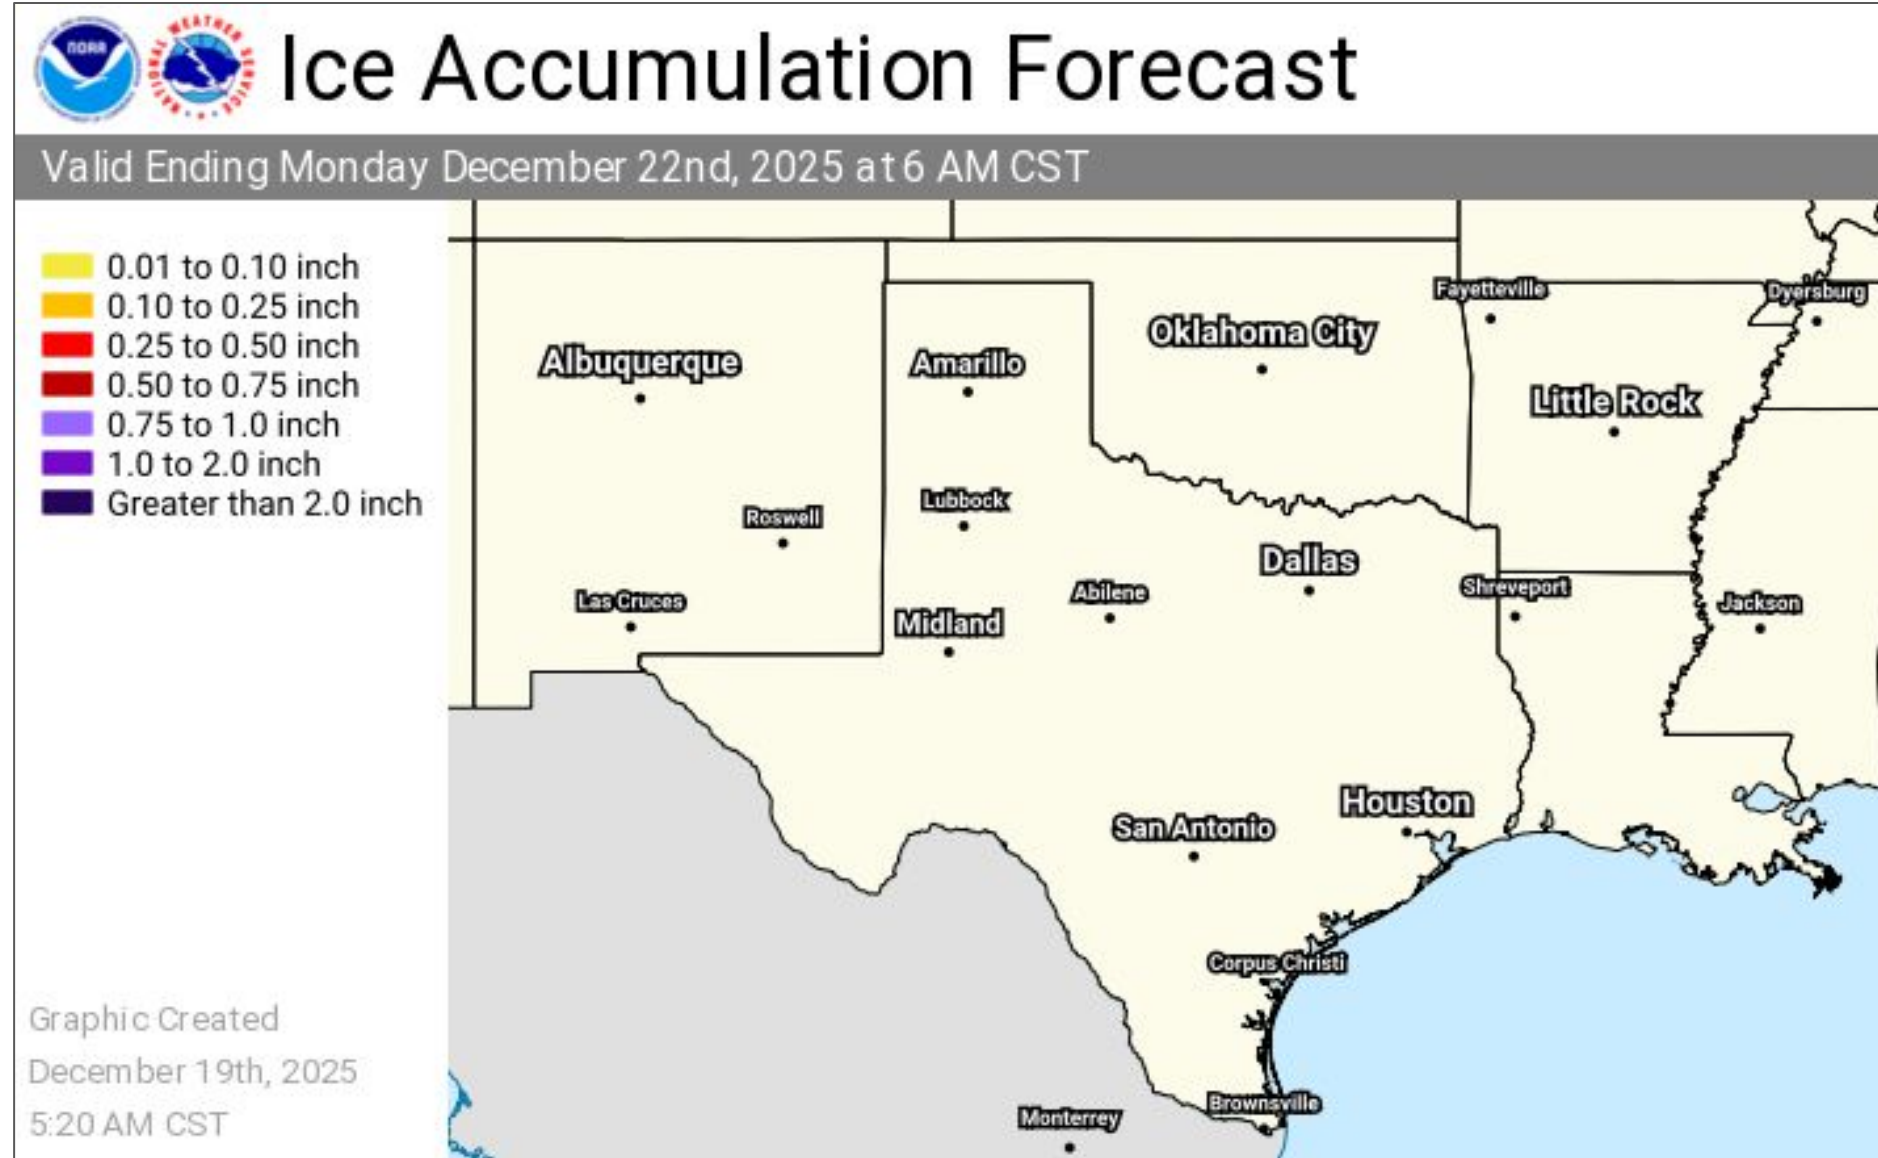 NOAA
NATIONAL WEATHER SERVICE
Ice Accumulation Forecast
Valid Ending Monday December 22nd, 2025 at 6 AM CST
0.01 to 0.10 inch
0.10 to 0.25 inch
0.25 to 0.50 inch
0.50 to 0.75 inch
0.75 to 1.0 inch
1.0 to 2.0 inch
Greater than 2.0 inch
Fayetteville
Dyersburg
Oklahoma City
Albuquerque
Amarillo
Little Rock
Lubbock
Roswell
Dallas
Shreveport
Abilene
Las Cruces
Jackson
Midland
Houston
San Antonio
Corpus Christi
Brownsville
Monterrey
Graphic Created
December 19th, 2025
5:20 AM CST